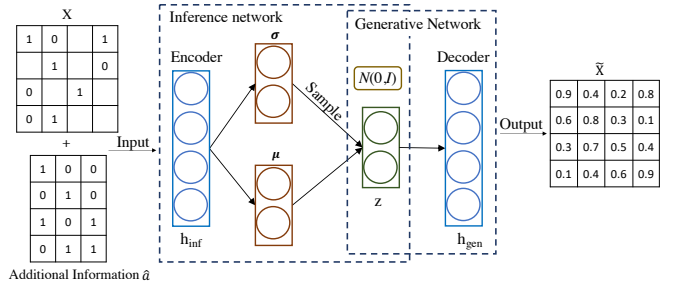 X
1 0 1
1 0
0 1
0 1
+
1 0 0
0 1 0
1 0 1
0 1 1
Additional Information â
Input
Inference network
Encoder
h_inf
σ
μ
Sample
Generative Network
N(0,I)
z
Decoder
h_gen
Output
X̃
0.9 0.4 0.2 0.8
0.6 0.8 0.3 0.1
0.3 0.7 0.5 0.4
0.1 0.4 0.6 0.9